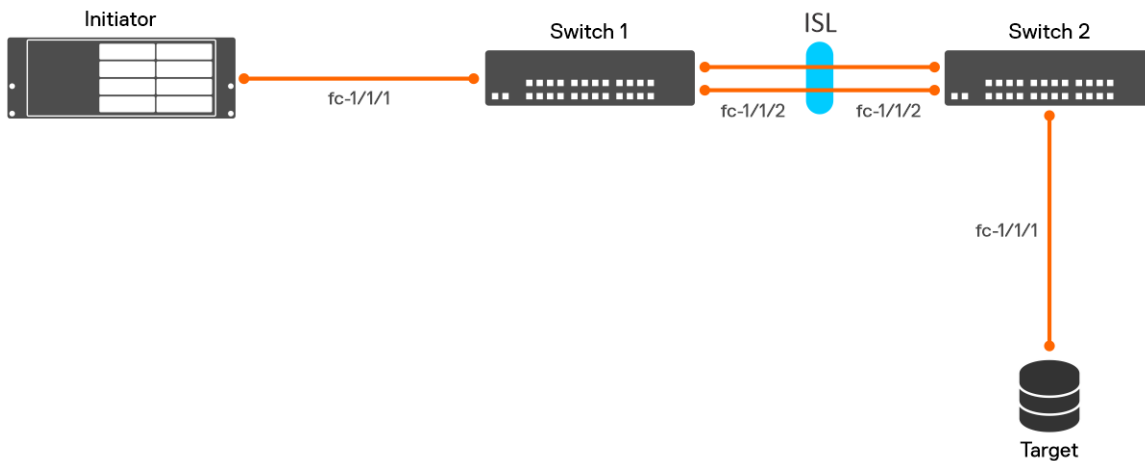 Initiator
Switch 1
ISL
Switch 2
fc-1/1/1
fc-1/1/2
fc-1/1/2
fc-1/1/1
Target